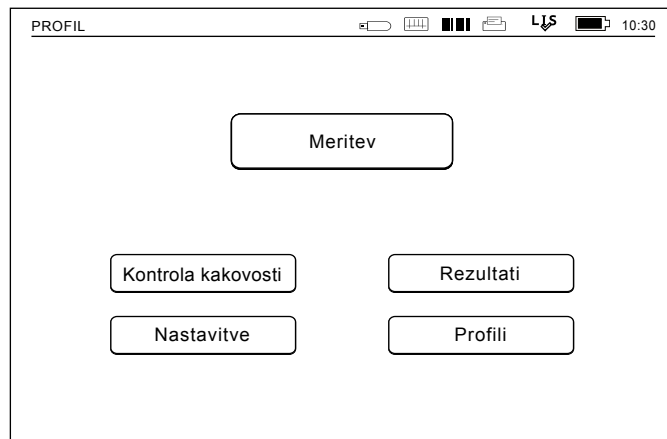 PROFIL LIS 10:30
Meritev
Kontrola kakovosti Rezultati
Nastavitve Profili